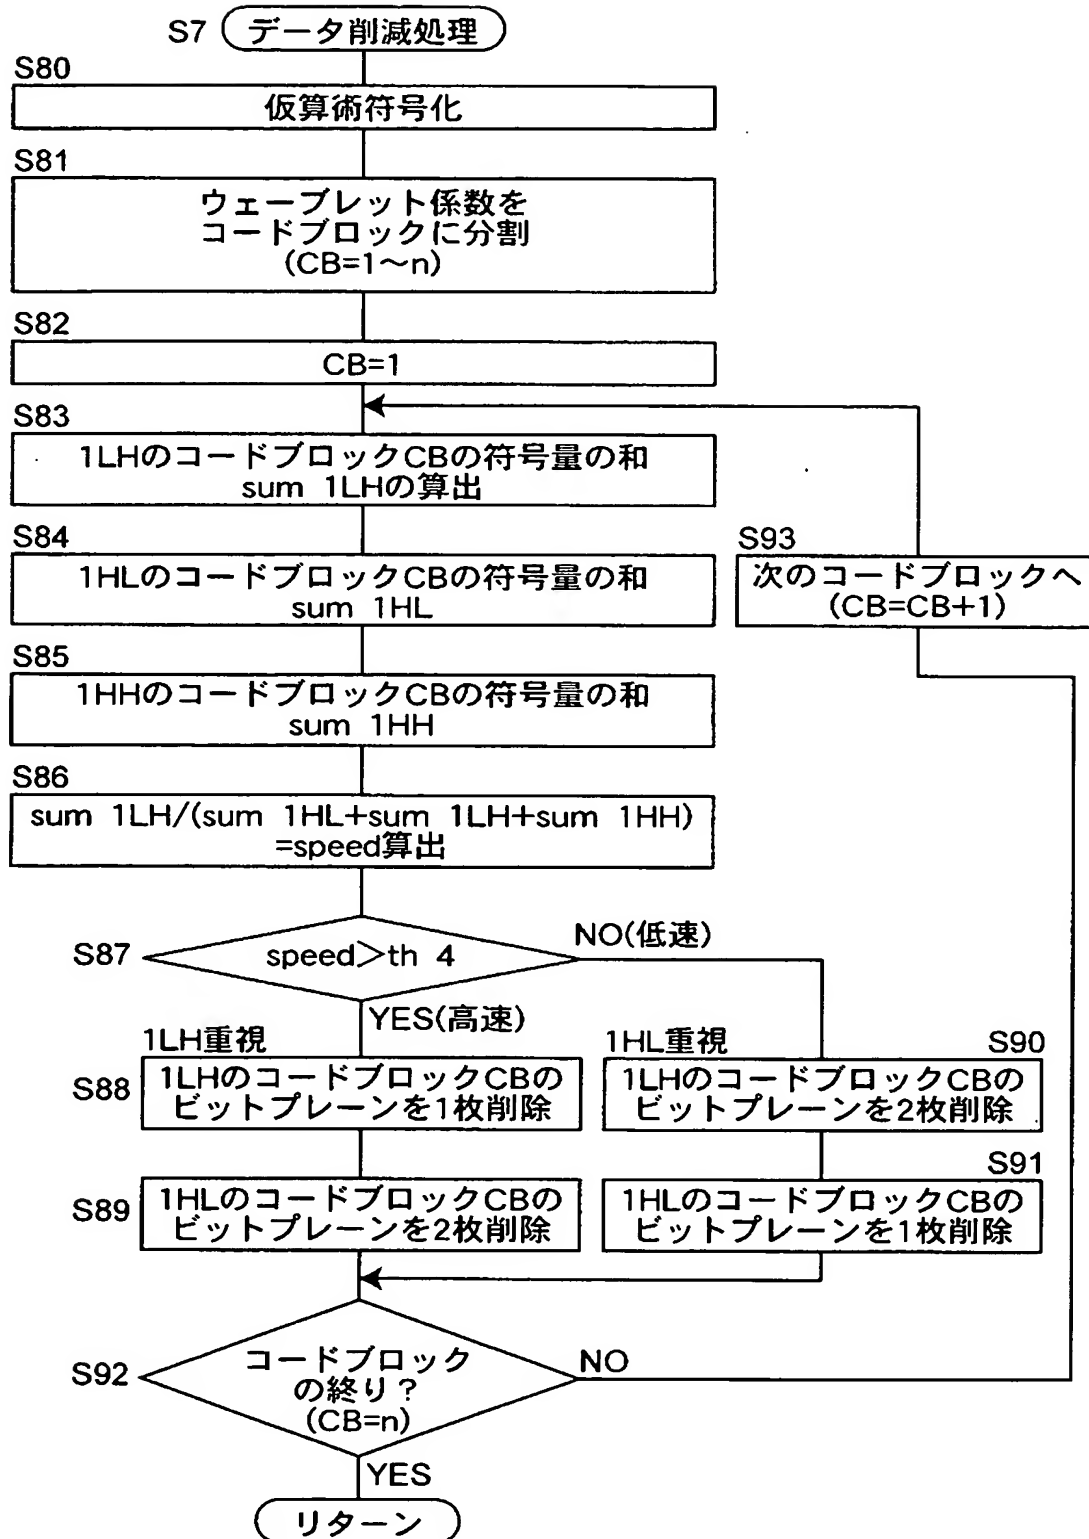 S7 データ削減処理
S80
仮算術符号化
S81
ウェーブレット係数を
コードブロックに分割
(CB=1〜n)
S82
CB=1
S83
1LHのコードブロックCBの符号量の和
sum 1LHの算出
S84
1HLのコードブロックCBの符号量の和
sum 1HL
S93
次のコードブロックへ
(CB=CB+1)
S85
1HHのコードブロックCBの符号量の和
sum 1HH
S86
sum 1LH/(sum 1HL+sum 1LH+sum 1HH)
=speed算出
S87
speed>th 4
NO(低速)
YES(高速)
1LH重視
S88
1LHのコードブロックCBの
ビットプレーンを1枚削除
1HL重視
S90
1LHのコードブロックCBの
ビットプレーンを2枚削除
S89
1HLのコードブロックCBの
ビットプレーンを2枚削除
S91
1HLのコードブロックCBの
ビットプレーンを1枚削除
S92
コードブロック
の終り?
(CB=n)
NO
YES
リターン